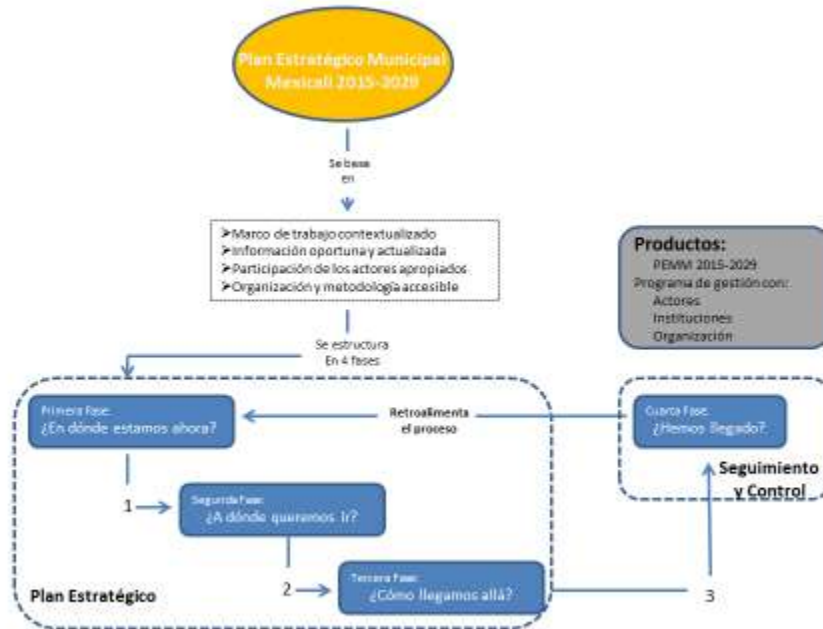 Plan Estratégico Municipal
Mexicali 2015-2029
Se basa
en
➢Marco de trabajo contextualizado
➢Información oportuna y actualizada
➢Participación de los actores apropiados
➢Organización y metodología accesible
Productos:
PEMM 2015-2029
Programa de gestión con:
Actores
Instituciones
Organización
Se estructura
En 4 fases
Primera Fase:
¿En dónde estamos ahora?
Retroalimenta
el proceso
Cuarta Fase:
¿Hemos llegado?
Seguimiento
y Control
1
Segunda Fase:
¿A dónde queremos ir?
2
Tercera Fase:
¿Cómo llegamos allá?
3
Plan Estratégico